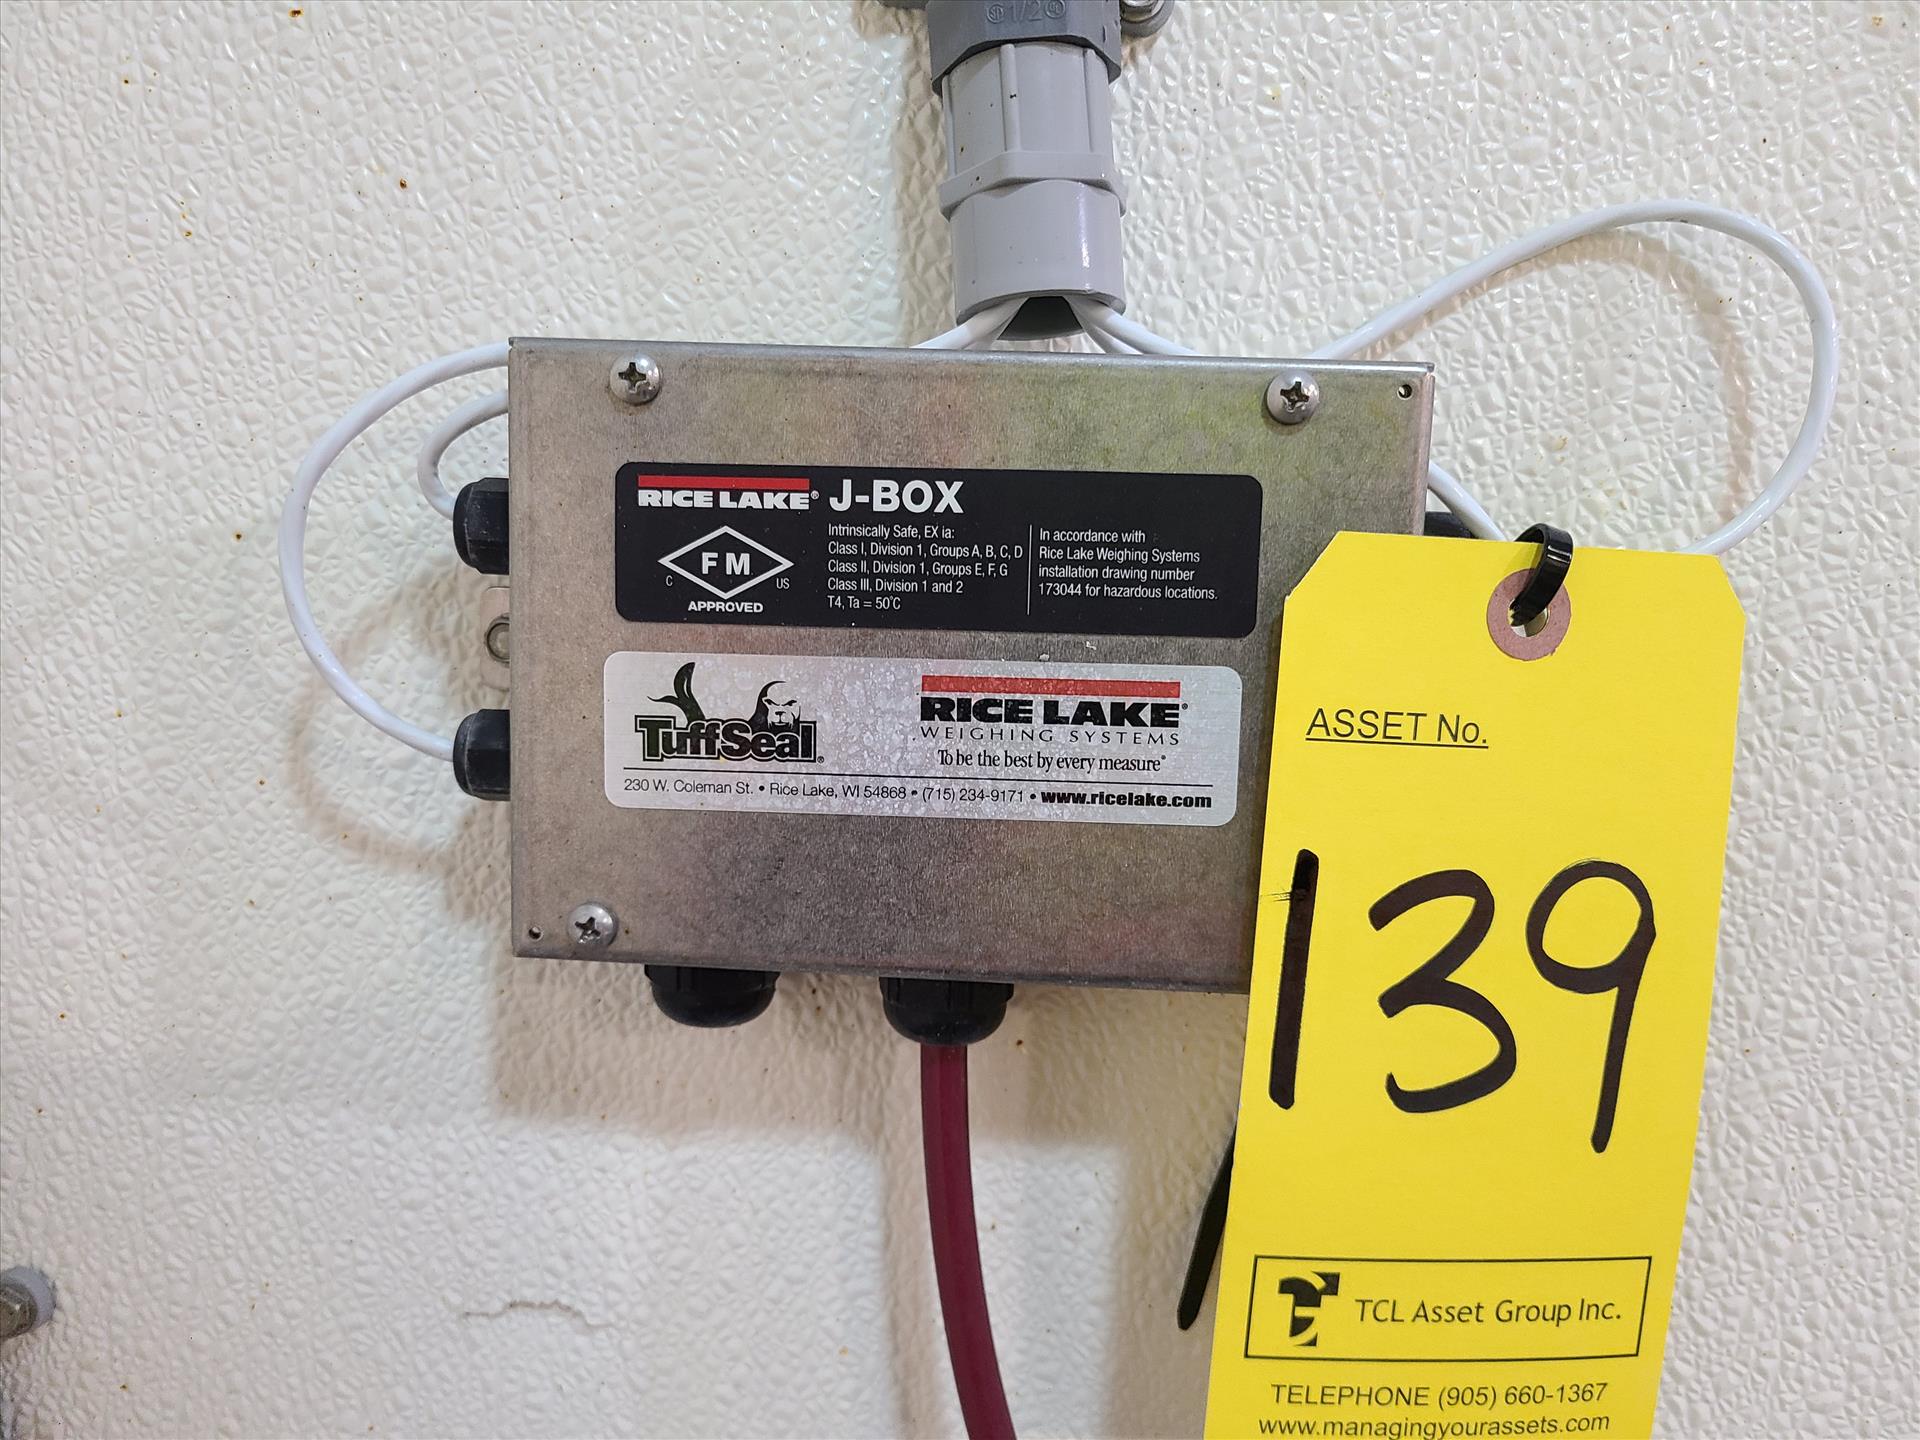 1/2
RICE LAKE® J-BOX
FM
C US
APPROVED
Intrinsically Safe, EX ia:
Class I, Division 1, Groups A, B, C, D
Class II, Division 1, Groups E, F, G
Class III, Division 1 and 2
T4, Ta = 50°C
In accordance with
Rice Lake Weighing Systems
installation drawing number
173044 for hazardous locations.
TuffSeal®
RICE LAKE®
WEIGHING SYSTEMS
To be the best by every measure®
230 W. Coleman St. • Rice Lake, WI 54868 • (715) 234-9171 • www.ricelake.com
ASSET No.
139
TCL Asset Group Inc.
TELEPHONE (905) 660-1367
www.managingyourassets.com